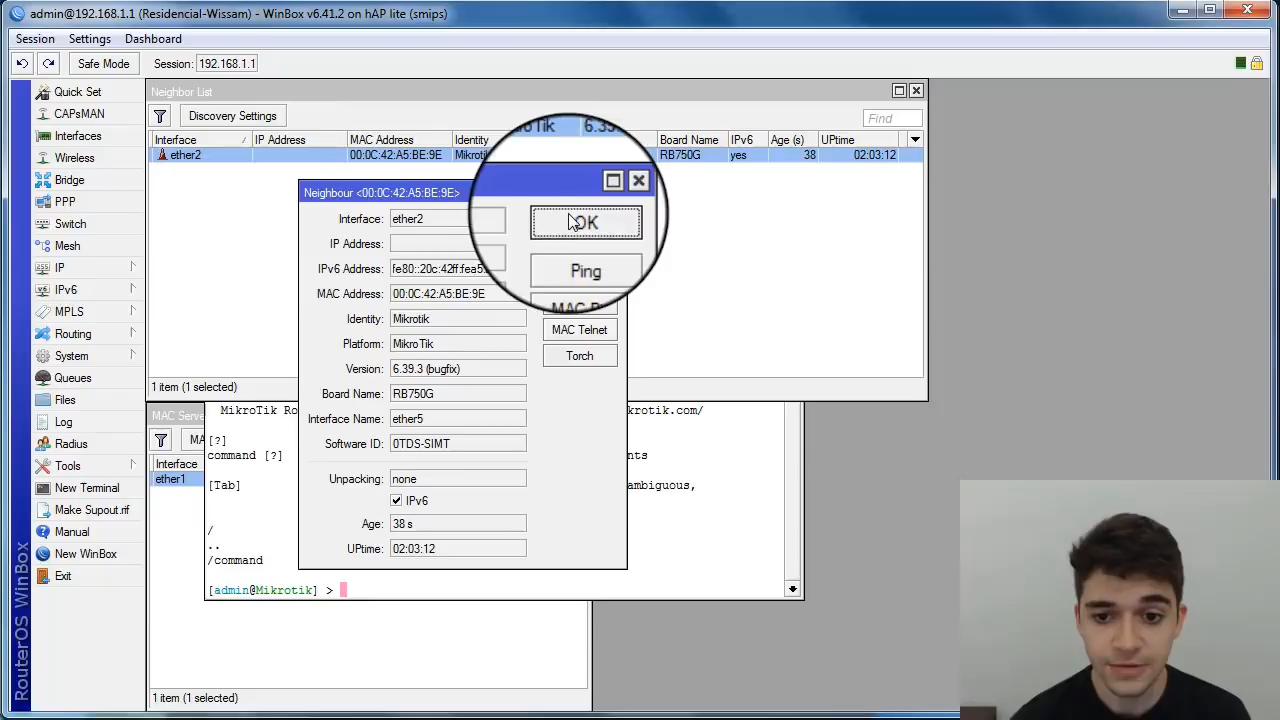 admin@192.168.1.1 (Residencial-Wissam) - WinBox v6.41.2 on hAP lite (smips)
Session Settings Dashboard
Safe Mode Session: 192.168.1.1
Quick Set
CAPsMAN
Interfaces
Wireless
Bridge
PPP
Switch
Mesh
IP
IPv6
MPLS
Routing
System
Queues
Files
Log
Radius
Tools
New Terminal
Make Supout.rif
Manual
New WinBox
Exit
RouterOS WinBox
Neighbor List
Discovery Settings Find
Interface IP Address MAC Address Identity Board Name IPv6 Age (s) UPtime
ether2 00:0C:42:A5:BE:9E RB750G yes 38 02:03:12
1 item (1 selected)
Neighbour <00:0C:42:A5:BE:9E>
Interface: ether2
IP Address:
IPv6 Address: fe80::20c:42ff:fea5
MAC Address: 00:0C:42:A5:BE:9E
Identity: Mikrotik
Platform: MikroTik
Version: 6.39.3 (bugfix)
Board Name: RB750G
Interface Name: ether5
Software ID: 0TDS-SIMT
Unpacking: none
IPv6
Age: 38 s
UPtime: 02:03:12
OK
Ping
MAC
MAC Telnet
Torch
MAC
Interface
ether1
1 item (1 selected)
MikroTik
[?]
command [?]
[Tab] ambiguous,
/
..
/command
[admin@Mikrotik] >